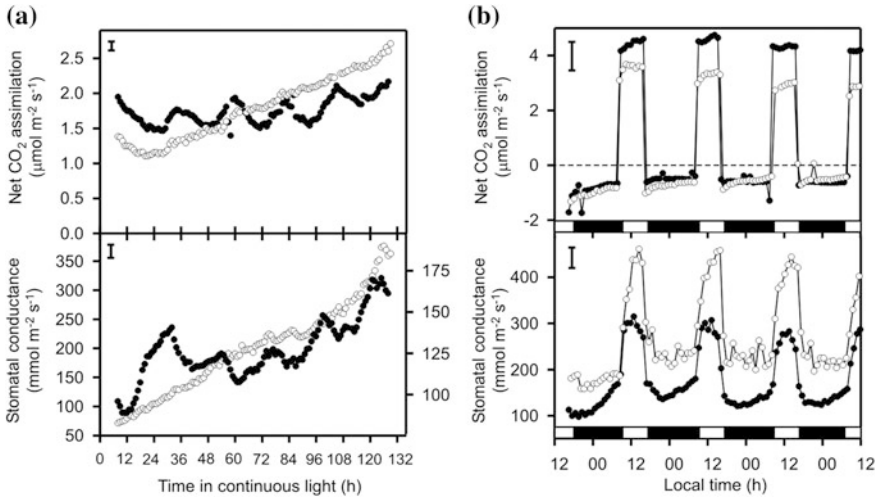 (a)
Net CO2 assimilation
(μmol m-2 s-1)
2.5
2.0
1.5
1.0
0.5
0.0
Stomatal conductance
(mmol m-2 s-1)
350
300
250
200
150
100
50
175
150
125
100
0 12 24 36 48 60 72 84 96 108 120 132
Time in continuous light (h)
(b)
Net CO2 assimilation
(μmol m-2 s-1)
4
2
0
-2
Stomatal conductance
(mmol m-2 s-1)
400
300
200
100
12 00 12 00 12 00 12 00 12
Local time (h)